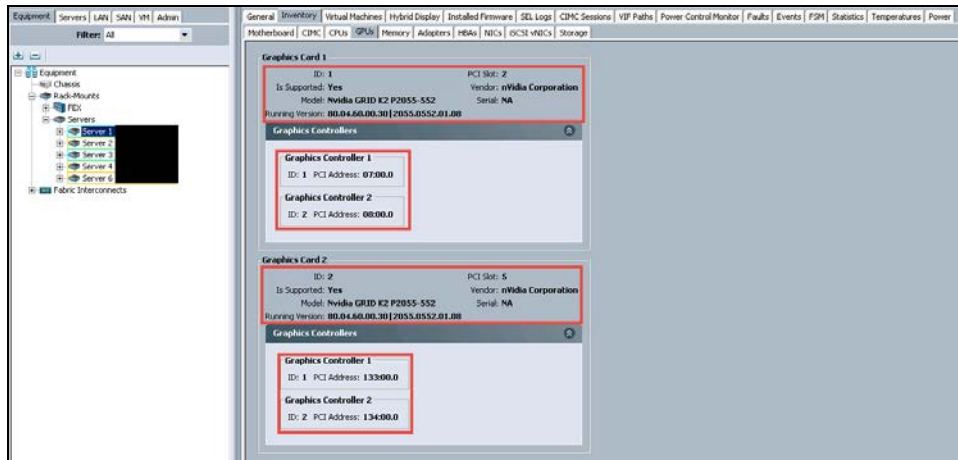 Equipment Servers LAN SAN VM Admin
Filter: All
Equipment
Chassis
Rack-Mounts
FEX
Servers
Server 1
Server 2
Server 3
Server 4
Server 6
Fabric Interconnects
General Inventory Virtual Machines Hybrid Display Installed Firmware SEL Logs CIMC Sessions VIF Paths Power Control Monitor Faults Events FSM Statistics Temperatures Power
Motherboard CIMC CPUs GPUs Memory Adapters HBAs NICs iSCSI vNICs Storage
Graphics Card 1
ID: 1 PCI Slot: 2
Is Supported: Yes Vendor: nVidia Corporation
Model: Nvidia GRID K2 P2055-552 Serial: NA
Running Version: 80.04.60.00.30|2055.0552.01.08
Graphics Controllers
Graphics Controller 1
ID: 1 PCI Address: 07:00.0
Graphics Controller 2
ID: 2 PCI Address: 08:00.0
Graphics Card 2
ID: 2 PCI Slot: 5
Is Supported: Yes Vendor: nVidia Corporation
Model: Nvidia GRID K2 P2055-552 Serial: NA
Running Version: 80.04.60.00.30|2055.0552.01.08
Graphics Controllers
Graphics Controller 1
ID: 1 PCI Address: 133:00.0
Graphics Controller 2
ID: 2 PCI Address: 134:00.0